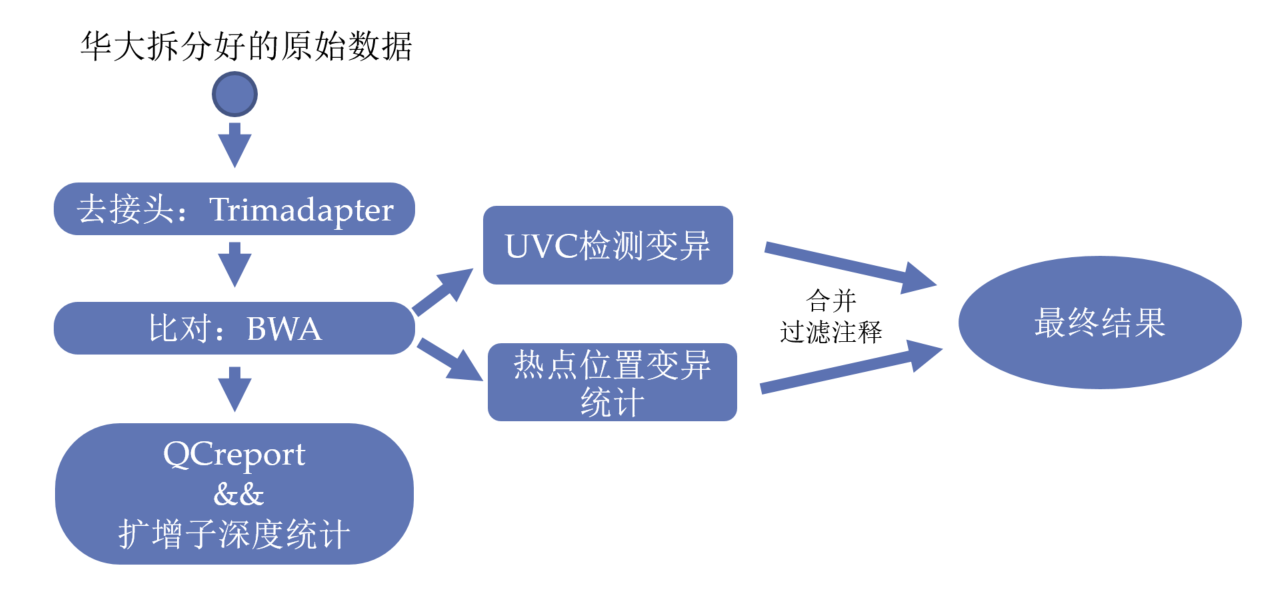 华大拆分好的原始数据
去接头：Trimadapter
比对：BWA
QCreport
&&
扩增子深度统计
UVC检测变异
热点位置变异
统计
合并
过滤注释
最终结果